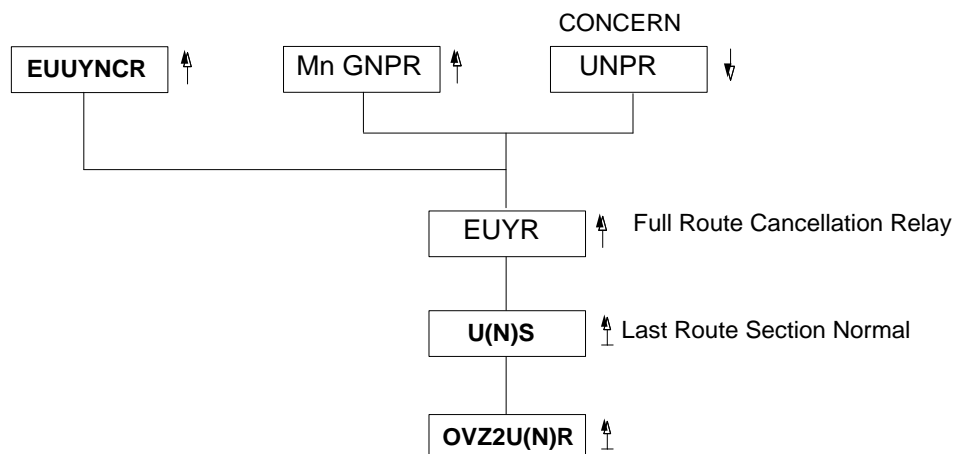 CONCERN
EUUYNCR
Mn GNPR
UNPR
EUYR
Full Route Cancellation Relay
U(N)S
Last Route Section Normal
OVZ2U(N)R